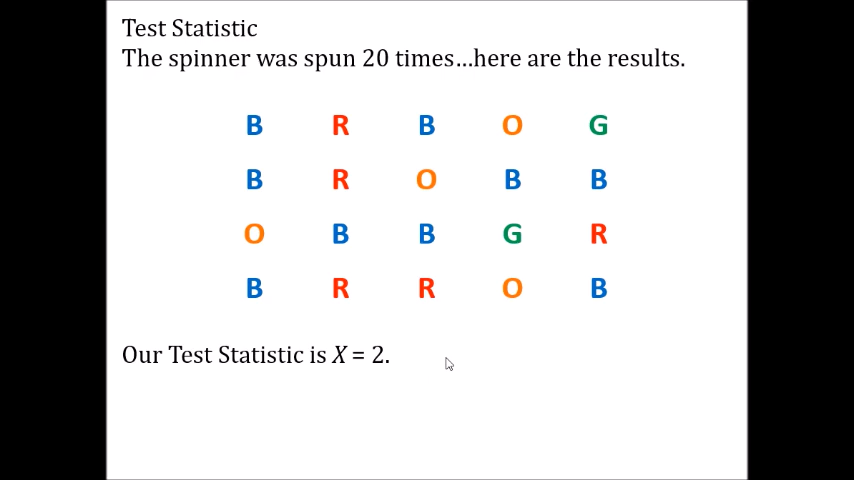 Test Statistic
The spinner was spun 20 times…here are the results.
B R B O G
B R O B B
O B B G R
B R R O B
Our Test Statistic is X = 2.